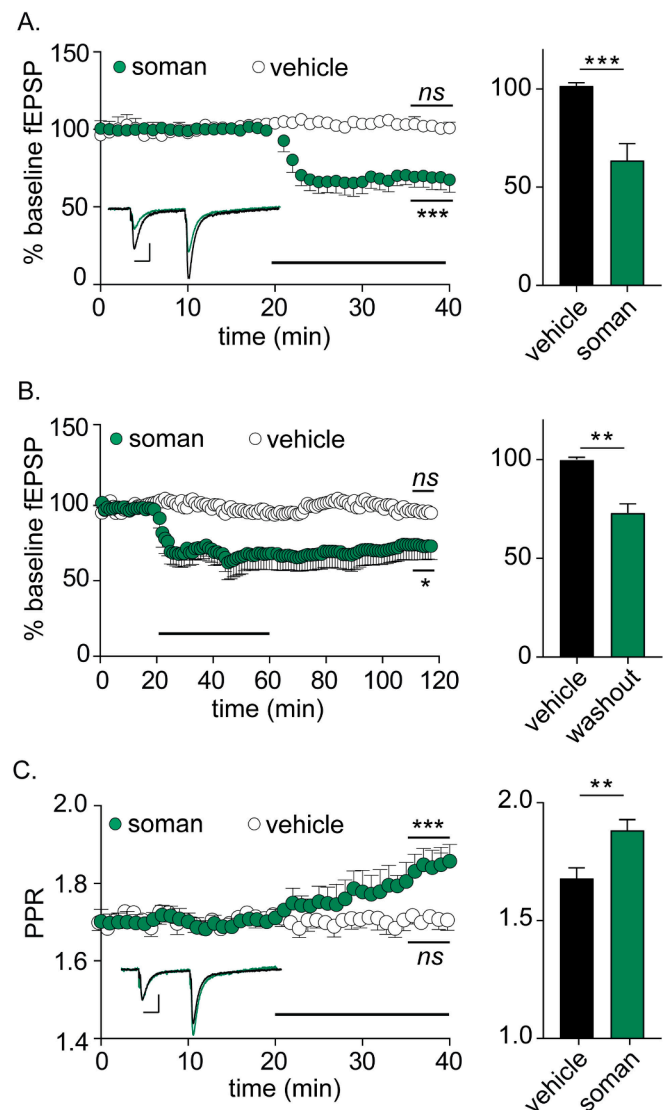 A.
soman vehicle
% baseline fEPSP
150
100
50
0
ns
***
0 10 20 30 40
time (min)
***
100
50
0
vehicle
soman
B.
soman vehicle
% baseline fEPSP
150
100
50
0
ns
*
0 20 40 60 80 100 120
time (min)
**
100
50
0
vehicle
washout
C.
soman vehicle
PPR
2.0
1.8
1.6
1.4
***
ns
0 10 20 30 40
time (min)
**
2.0
1.5
1.0
vehicle
soman